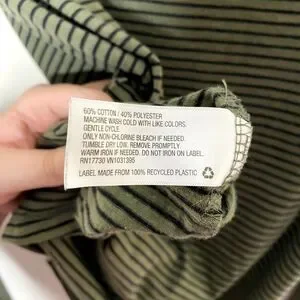 60% COTTON / 40% POLYESTER
MACHINE WASH COLD WITH LIKE COLORS.
GENTLE CYCLE.
ONLY NON-CHLORINE BLEACH IF NEEDED.
TUMBLE DRY LOW. REMOVE PROMPTLY.
WARM IRON IF NEEDED. DO NOT IRON ON LABEL.
RN17730 VN1031395
LABEL MADE FROM 100% RECYCLED PLASTIC